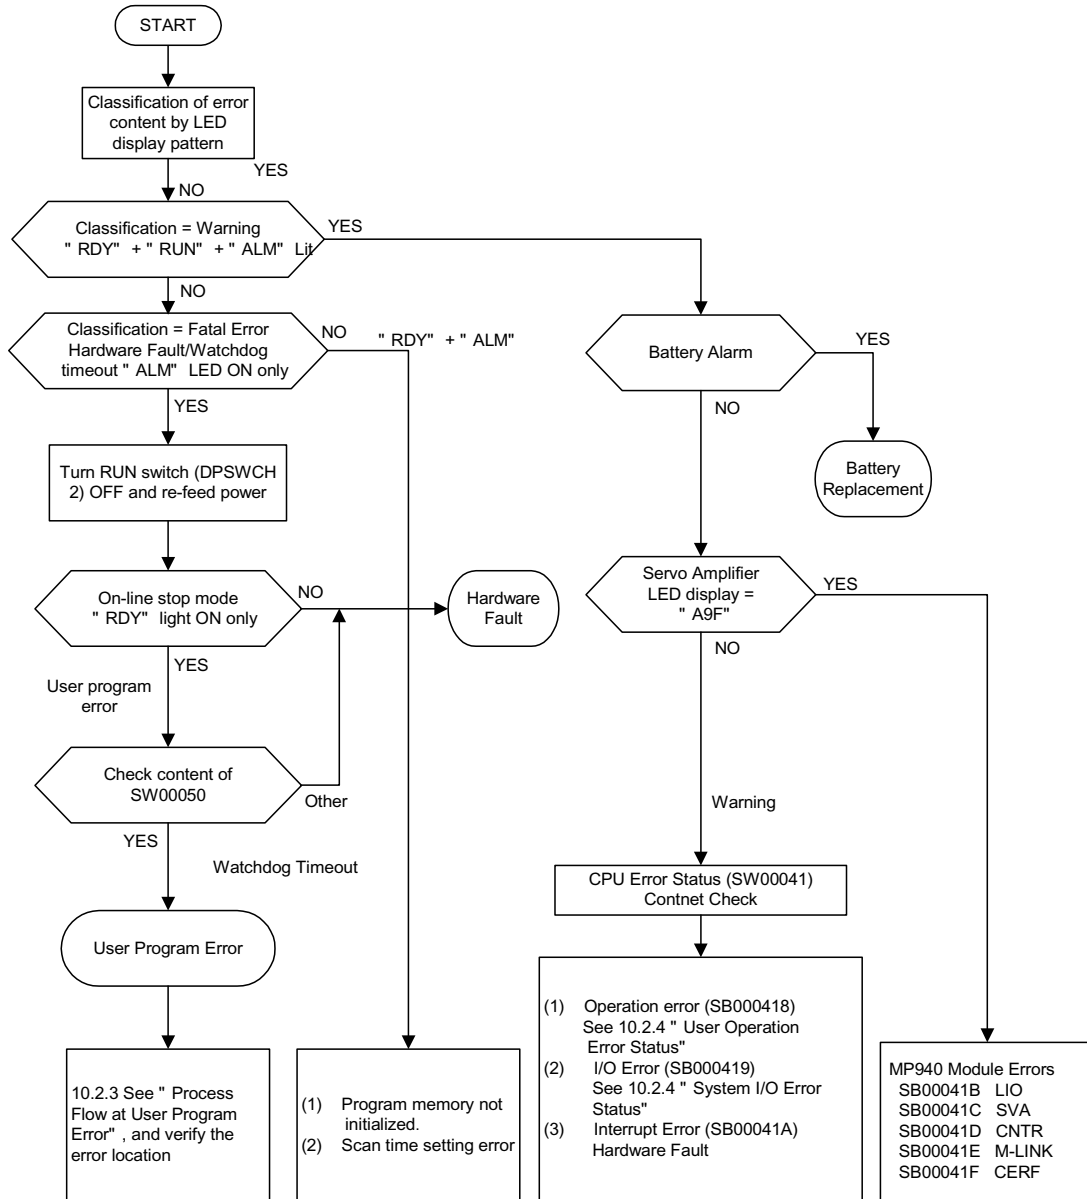 START
Classification of error
content by LED
display pattern
YES
NO
Classification = Warning
" RDY" + " RUN" + " ALM" Lit
YES
NO
Classification = Fatal Error
Hardware Fault/Watchdog
timeout " ALM" LED ON only
NO
" RDY" + " ALM"
YES
Battery Alarm
YES
NO
Battery
Replacement
Turn RUN switch (DPSWCH
2) OFF and re-feed power
On-line stop mode
" RDY" light ON only
NO
Hardware
Fault
YES
User program
error
Servo Amplifier
LED display =
" A9F"
YES
NO
Check content of
SW00050
Other
YES
Watchdog Timeout
Warning
CPU Error Status (SW00041)
Contnet Check
User Program Error
10.2.3 See " Process
Flow at User Program
Error" , and verify the
error location
(1) Program memory not
initialized.
(2) Scan time setting error
(1) Operation error (SB000418)
See 10.2.4 " User Operation
Error Status"
(2) I/O Error (SB000419)
See 10.2.4 " System I/O Error
Status"
(3) Interrupt Error (SB00041A)
Hardware Fault
MP940 Module Errors
SB00041B LIO
SB00041C SVA
SB00041D CNTR
SB00041E M-LINK
SB00041F CERF